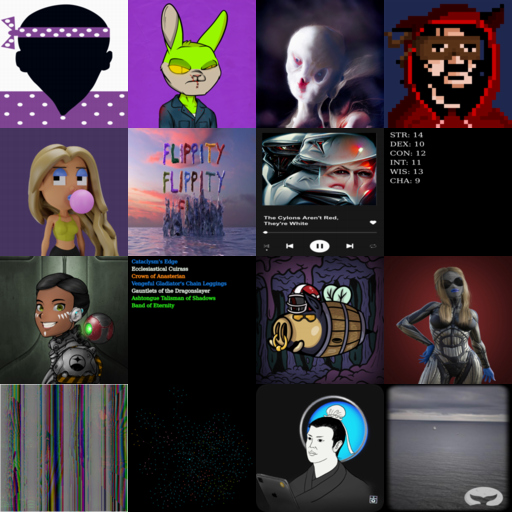 FLIPPITY
FLIPPITY
The Cylons Aren't Red,
They're White
STR: 14
DEX: 10
CON: 12
INT: 11
WIS: 13
CHA: 9
Cataclysm's Edge
Ecclesiastical Cuirass
Crown of Anasterian
Vengeful Gladiator's Chain Leggings
Gauntlets of the Dragonslayer
Ashtongue Talisman of Shadows
Band of Eternity